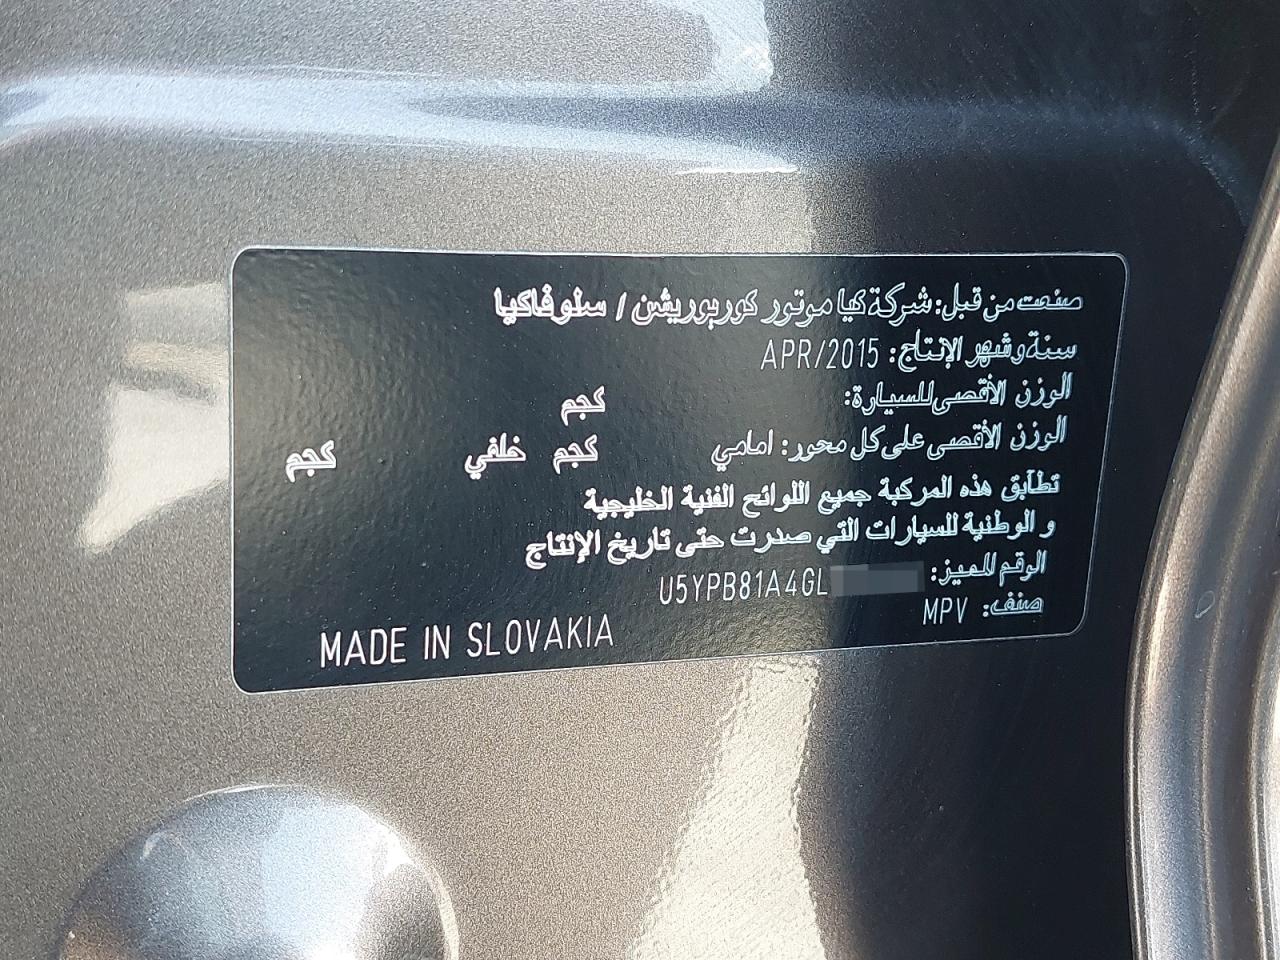 صنعت من قبل: شركة كيا موتور كوربوريشن / سلوفاكيا
سنة وشهر الإنتاج: APR/2015
الوزن الأقصى للسيارة: كجم
الوزن الأقصى على كل محور: امامي كجم خلفي كجم
تطابق هذه المركبة جميع اللوائح الفنية الخليجية
و الوطنية للسيارات التي صدرت حتى تاريخ الإنتاج
الرقم المميز: U5YPB81A4GL
صنف: MPV
MADE IN SLOVAKIA